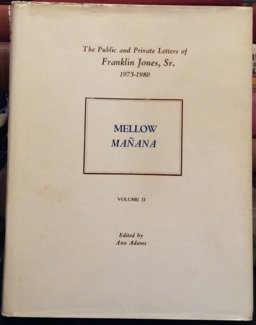 The Public and Private Letters of
Franklin Jones, Sr.
1975-1980
MELLOW
MAÑANA
VOLUME II
Edited by
Ann Adams